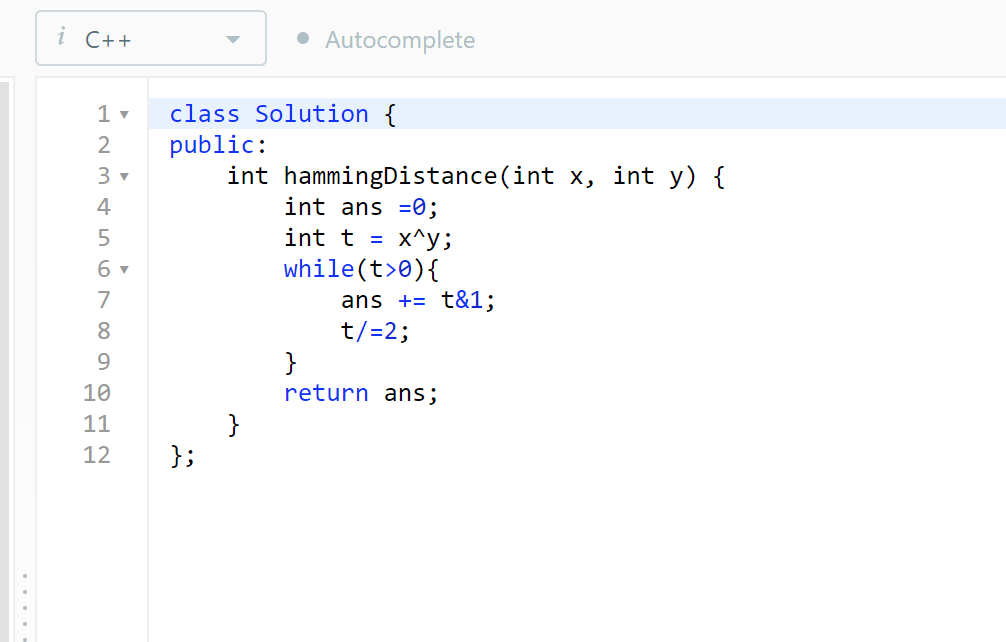 i C++ Autocomplete
1 class Solution {
2 public:
3     int hammingDistance(int x, int y) {
4         int ans =0;
5         int t = x^y;
6         while(t>0){
7             ans += t&1;
8             t/=2;
9         }
10         return ans;
11     }
12 };